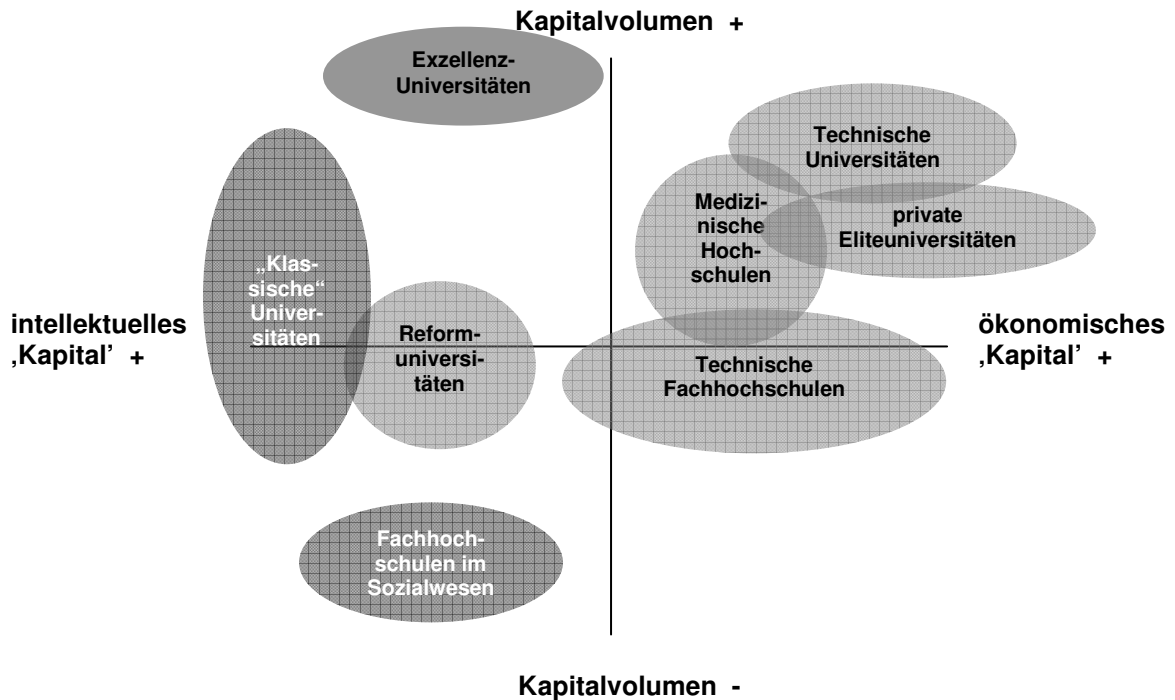 Kapitalvolumen +
Exzellenz-
Universitäten
Technische
Universitäten
Medizi-
nische
Hoch-
schulen
private
Eliteuniversitäten
„Klas-
sische“
Univer-
sitäten
intellektuelles
‚Kapital’ +
Reform-
universi-
täten
ökonomisches
‚Kapital’ +
Technische
Fachhochschulen
Fachhoch-
schulen im
Sozialwesen
Kapitalvolumen -